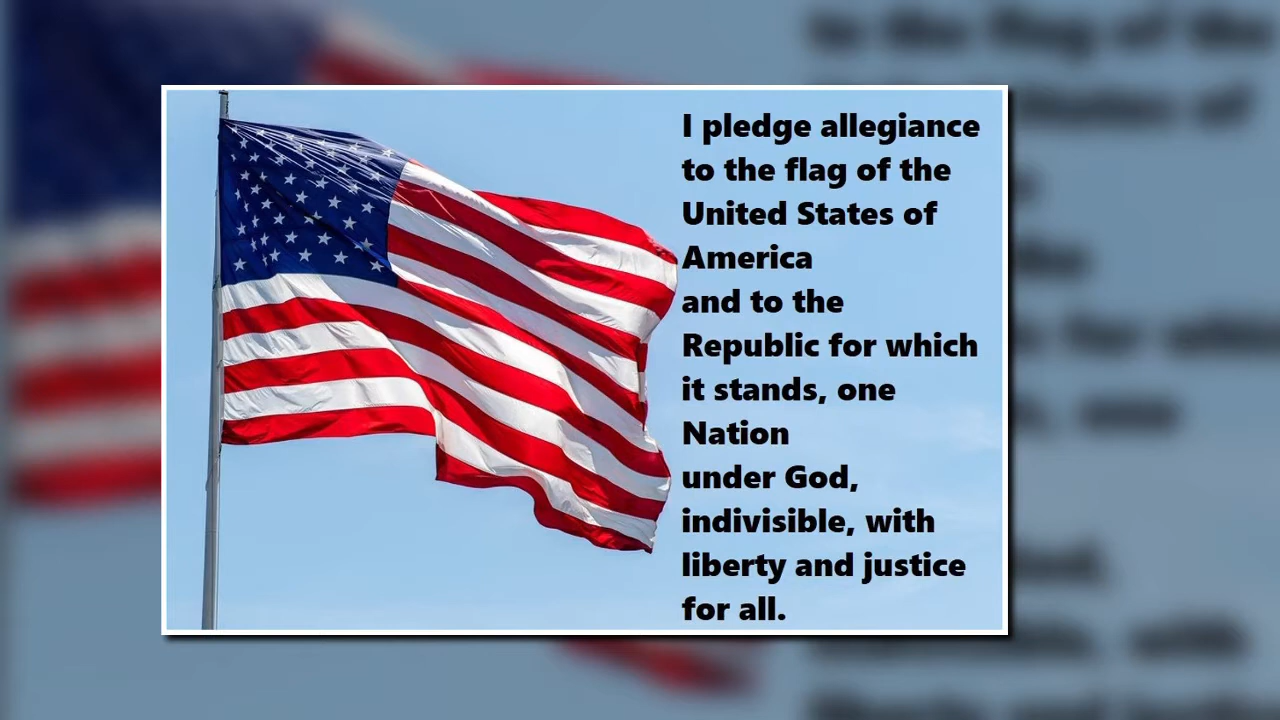 I pledge allegiance
to the flag of the
United States of
America
and to the
Republic for which
it stands, one
Nation
under God,
indivisible, with
liberty and justice
for all.